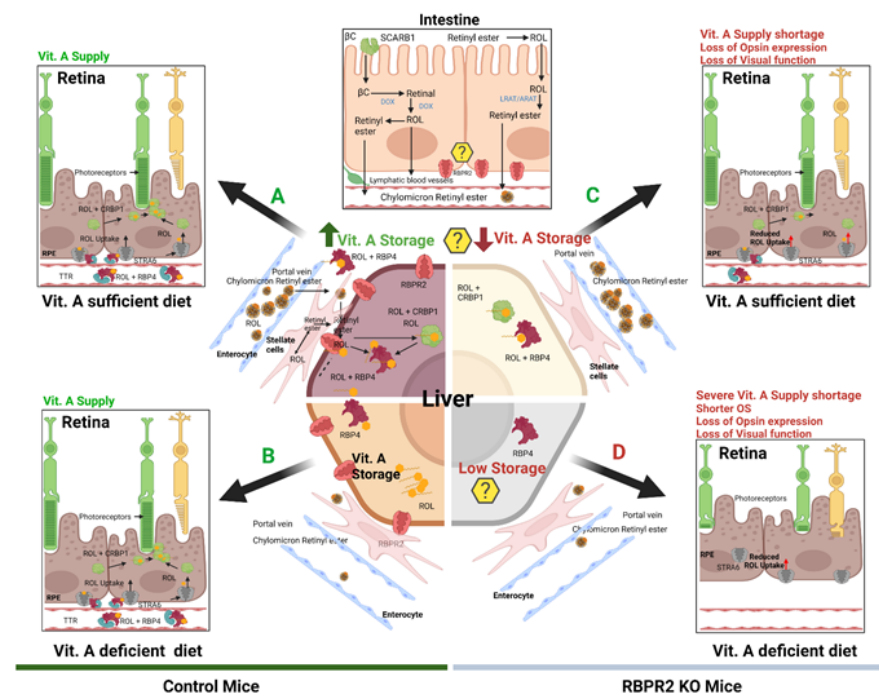 Intestine
βC
SCARB1
Retinyl ester
ROL
βC
Retinal
DOX
DOX
Retinyl
ester
ROL
ROL
LRAT/ARAT
Retinyl ester
?
RBPR2
Lymphatic blood vessels
Chylomicron Retinyl ester
Vit. A Supply
Retina
Photoreceptors
ROL + CRBP1
ROL
ROL Uptake
RPE
STRA6
TTR
ROL + RBP4
Vit. A sufficient diet
A
Vit. A Supply shortage
Loss of Opsin expression
Loss of Visual function
Retina
Photoreceptors
ROL + CRBP1
ROL
Reduced
ROL Uptake
RPE
STRA6
TTR
ROL + RBP4
Vit. A sufficient diet
C
Vit. A Storage
?
Vit. A Storage
ROL + RBP4
Portal vein
Chylomicron Retinyl ester
RBPR2
ROL
Retinyl
ester
Retinyl
ester
ROL + CRBP1
ROL
Stellate
cells
ROL
ROL
Enterocyte
ROL + RBP4
ROL
+ CRBP1
ROL + RBP4
Portal vein
Chylomicron Retinyl ester
Stellate
cells
Enterocyte
Liver
Vit. A Supply
Retina
Photoreceptors
ROL + CRBP1
ROL
ROL Uptake
RPE
STRA6
TTR
ROL + RBP4
Vit. A deficient diet
B
RBP4
Vit. A
Storage
ROL
Portal vein
Chylomicron Retinyl ester
RBPR2
Enterocyte
RBP4
Low Storage
?
Portal vein
Chylomicron Retinyl ester
Enterocyte
D
Severe Vit. A Supply shortage
Shorter OS
Loss of Opsin expression
Loss of Visual function
Retina
Photoreceptors
RPE
STRA6
Reduced
ROL Uptake
Vit. A deficient diet
Control Mice
RBPR2 KO Mice